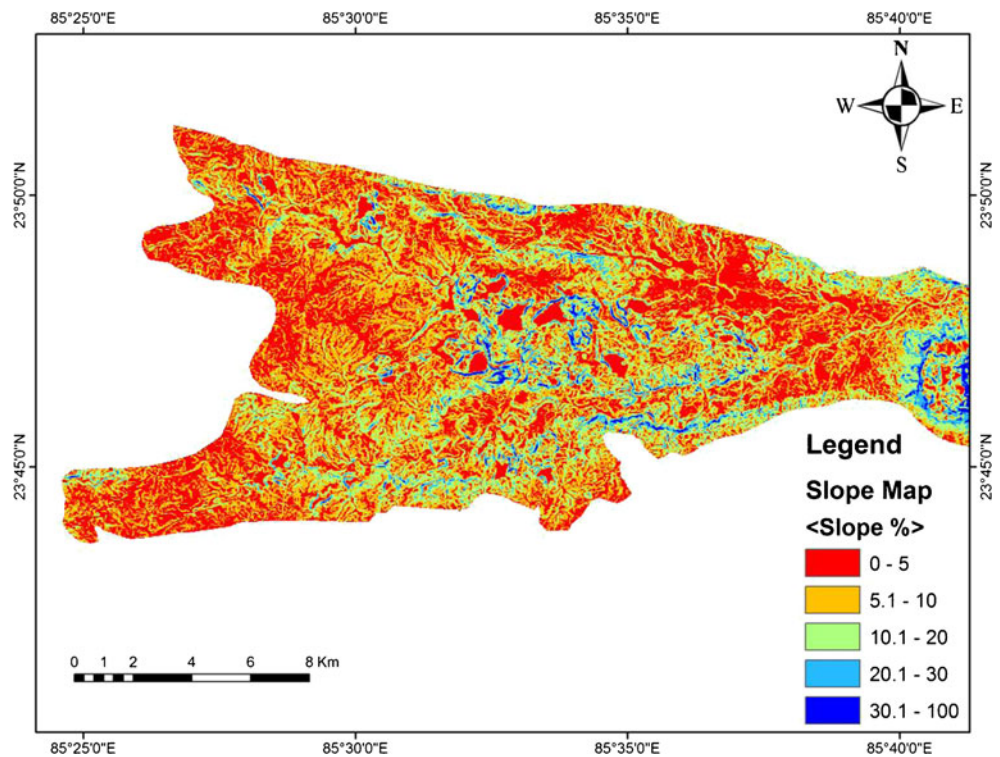 85°25'0"E 85°30'0"E 85°35'0"E 85°40'0"E
N
W E
S
23°50'0"N 23°50'0"N
23°45'0"N 23°45'0"N
Legend
Slope Map
<Slope %>
0 - 5
5.1 - 10
10.1 - 20
20.1 - 30
30.1 - 100
0 1 2 4 6 8 Km
85°25'0"E 85°30'0"E 85°35'0"E 85°40'0"E